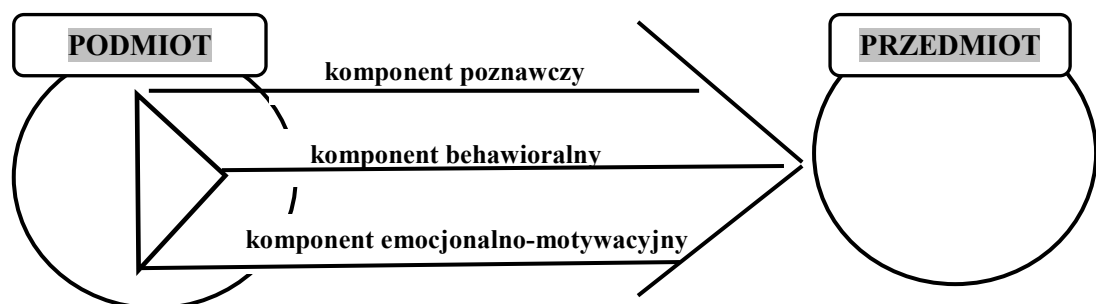 PODMIOT
PRZEDMIOT
komponent poznawczy
komponent behawioralny
komponent emocjonalno-motywacyjny